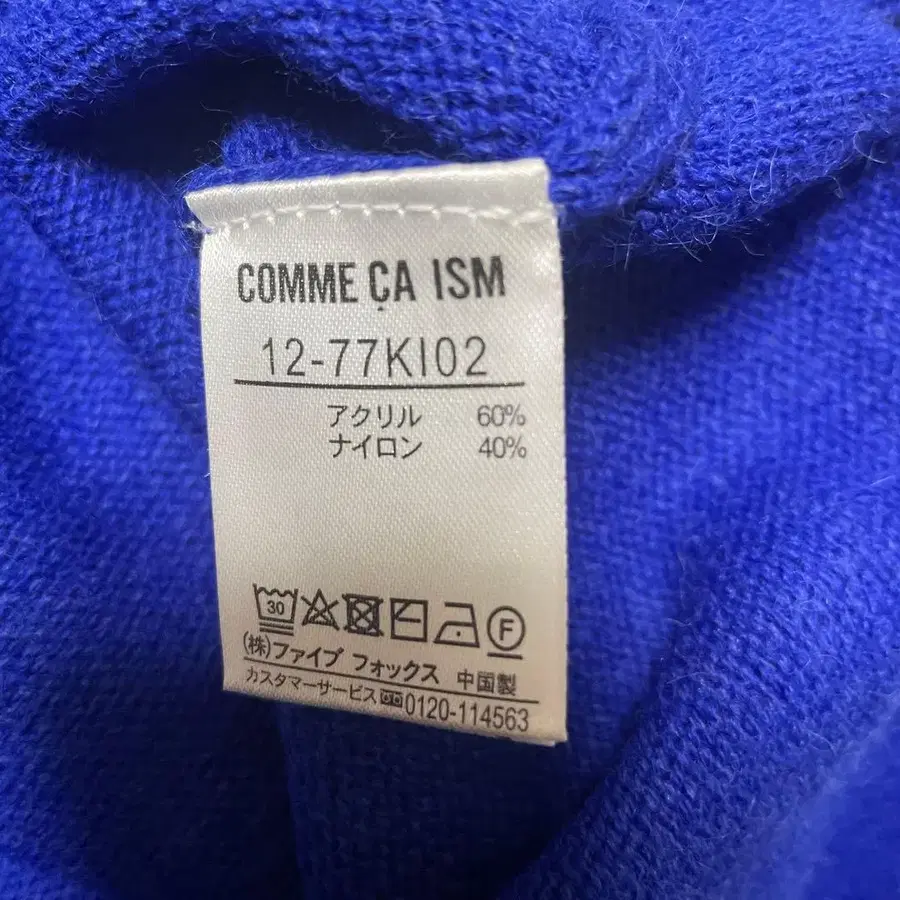 COMME ÇA ISM
12-77KI02
アクリル 60%
ナイロン 40%
30 F
(株)ファイブ フォックス 中国製
カスタマーサービス 0120-114563